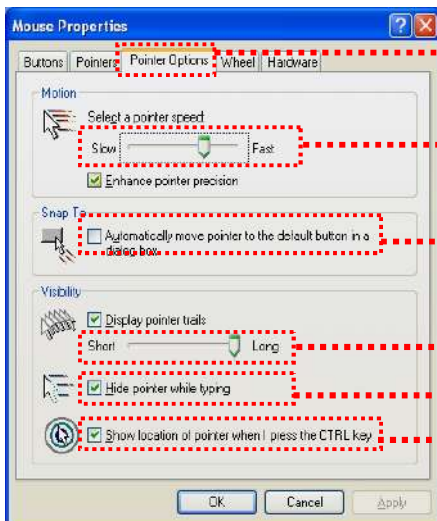 Mouse Properties
Buttons Pointers Pointer Options Wheel Hardware
Motion
Select a pointer speed:
Slow Fast
Enhance pointer precision
Snap To
Automatically move pointer to the default button in a
dialog box
Visibility
Display pointer trails
Short Long
Hide pointer while typing
Show location of pointer when I press the CTRL key
OK Cancel Apply